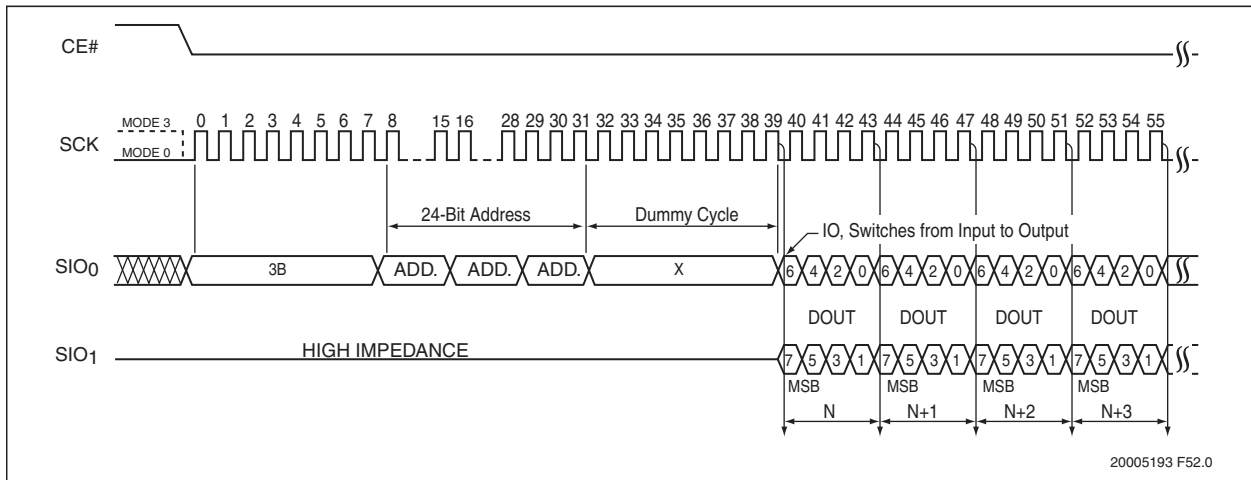 CE#
MODE 3
0 1 2 3 4 5 6 7 8 15 16 28 29 30 31 32 33 34 35 36 37 38 39 40 41 42 43 44 45 46 47 48 49 50 51 52 53 54 55
SCK
MODE 0
24-Bit Address Dummy Cycle
IO, Switches from Input to Output
SIO0 3B ADD. ADD. ADD. X 6 4 2 0 6 4 2 0 6 4 2 0 6 4 2 0
DOUT DOUT DOUT DOUT
SIO1 HIGH IMPEDANCE 7 5 3 1 7 5 3 1 7 5 3 1 7 5 3 1
MSB MSB MSB MSB
N N+1 N+2 N+3
20005193 F52.0